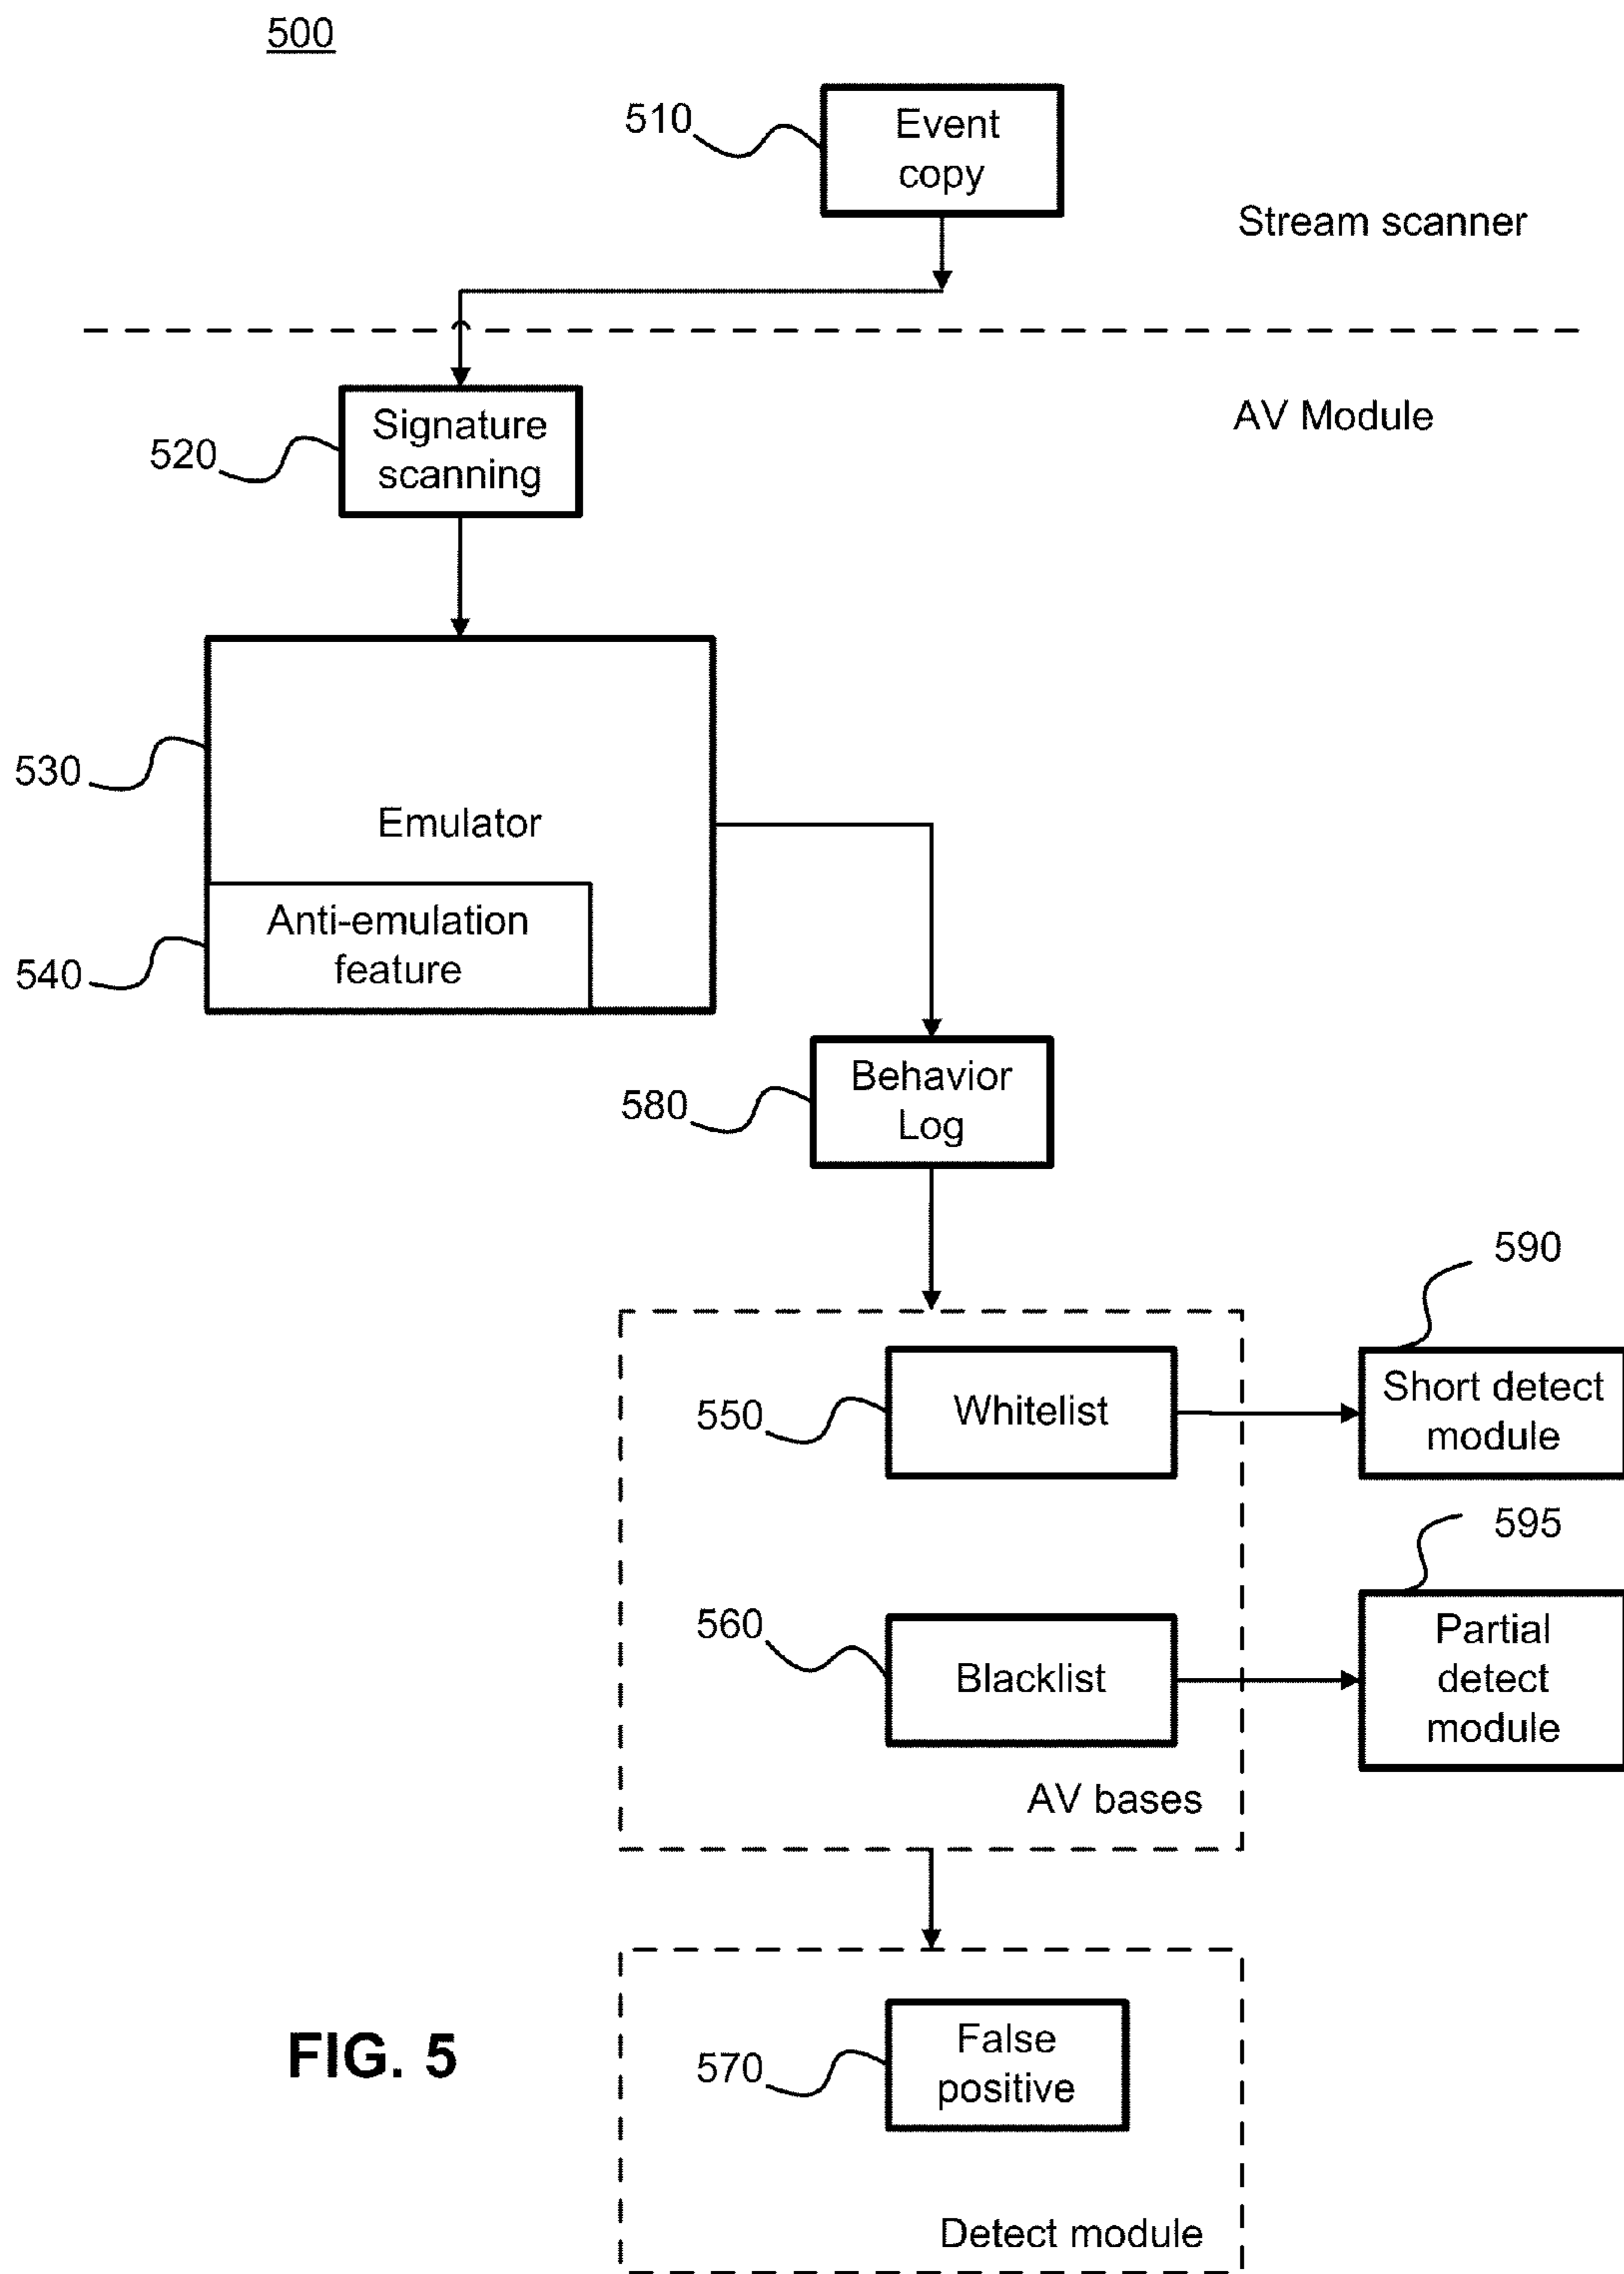 500
510
Event
copy
Stream scanner
AV Module
520
Signature
scanning
530
Emulator
540
Anti-emulation
feature
580
Behavior
Log
590
550
Whitelist
Short detect
module
595
560
Blacklist
Partial
detect
module
AV bases
FIG. 5
570
False
positive
Detect module